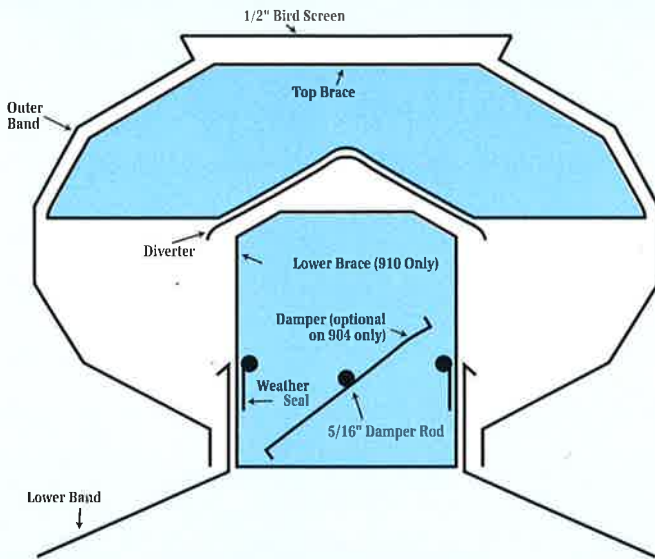 1/2" Bird Screen
Top Brace
Outer
Band
Diverter
Lower Brace (910 Only)
Damper (optional
on 904 only)
Weather
Seal
5/16" Damper Rod
Lower Band